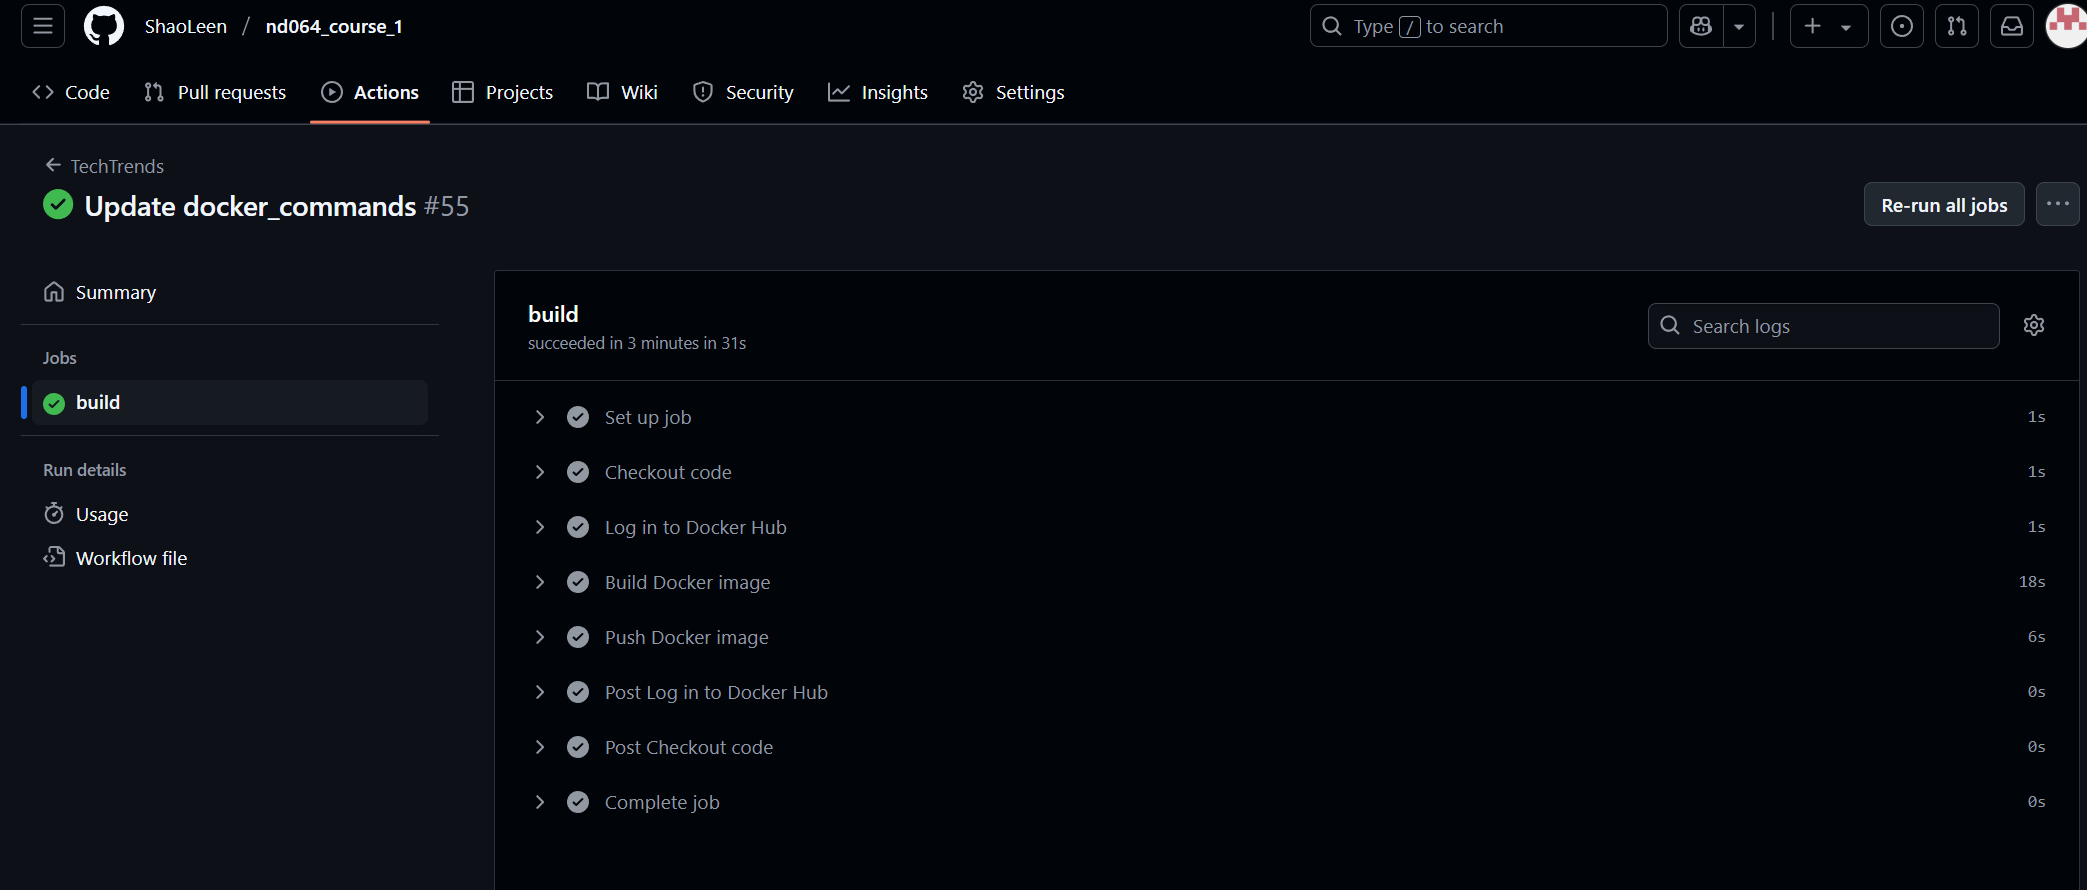 ShaoLeen / nd064_course_1
Type / to search
Code
Pull requests
Actions
Projects
Wiki
Security
Insights
Settings
TechTrends
Update docker_commands #55
Re-run all jobs
Summary
Jobs
build
Run details
Usage
Workflow file
build
succeeded in 3 minutes in 31s
Search logs
Set up job 1s
Checkout code 1s
Log in to Docker Hub 1s
Build Docker image 18s
Push Docker image 6s
Post Log in to Docker Hub 0s
Post Checkout code 0s
Complete job 0s